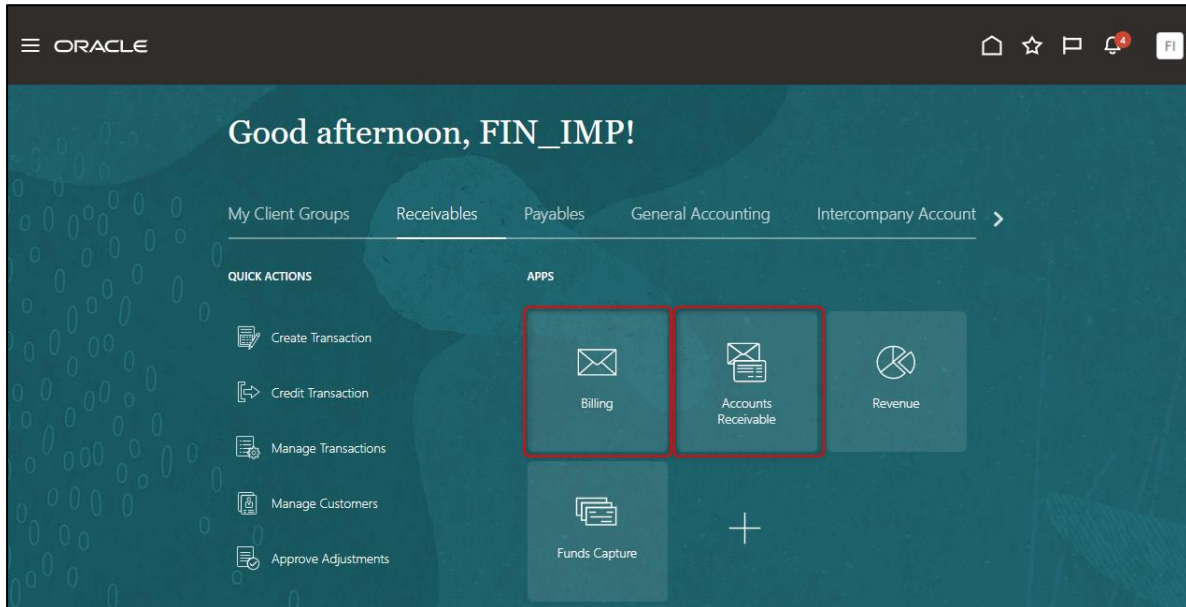 ORACLE
4
FI
Good afternoon, FIN_IMP!
My Client Groups Receivables Payables General Accounting Intercompany Account
QUICK ACTIONS
Create Transaction
Credit Transaction
Manage Transactions
Manage Customers
Approve Adjustments
APPS
Billing
Accounts
Receivable
Revenue
Funds Capture